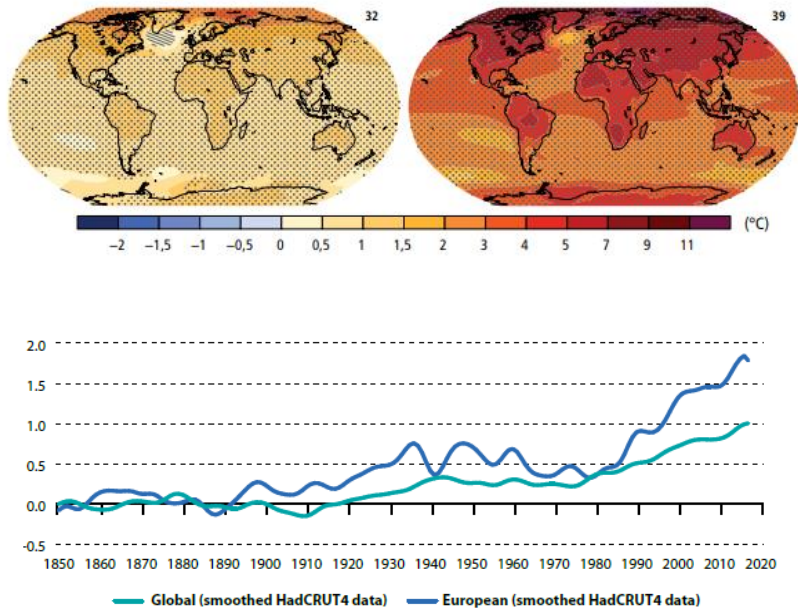 32
39
−2 −1,5 −1 −0,5 0 0,5 1 1,5 2 3 4 5 7 9 11 (°C)
2.0
1.5
1.0
0.5
0.0
-0.5
1850 1860 1870 1880 1890 1900 1910 1920 1930 1940 1950 1960 1970 1980 1990 2000 2010 2020
Global (smoothed HadCRUT4 data) European (smoothed HadCRUT4 data)